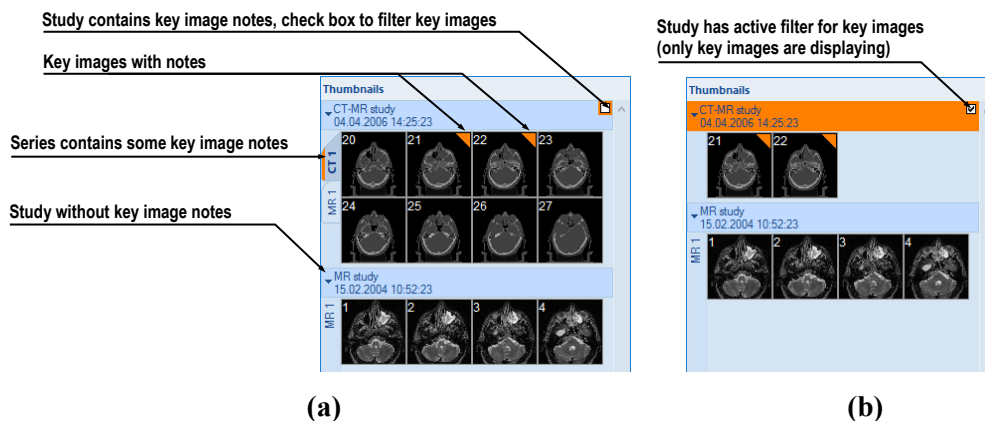 Study contains key image notes, check box to filter key images
Key images with notes
Series contains some key image notes
Study without key image notes
Thumbnails
CT-MR study
04.04.2006 14:25:23
CT 1
MR 1
20 21 22 23
24 25 26 27
MR study
15.02.2004 10:52:23
MR 1
1 2 3 4
(a)
Study has active filter for key images
(only key images are displaying)
Thumbnails
CT-MR study
04.04.2006 14:25:23
21 22
MR study
15.02.2004 10:52:23
MR 1
1 2 3 4
(b)